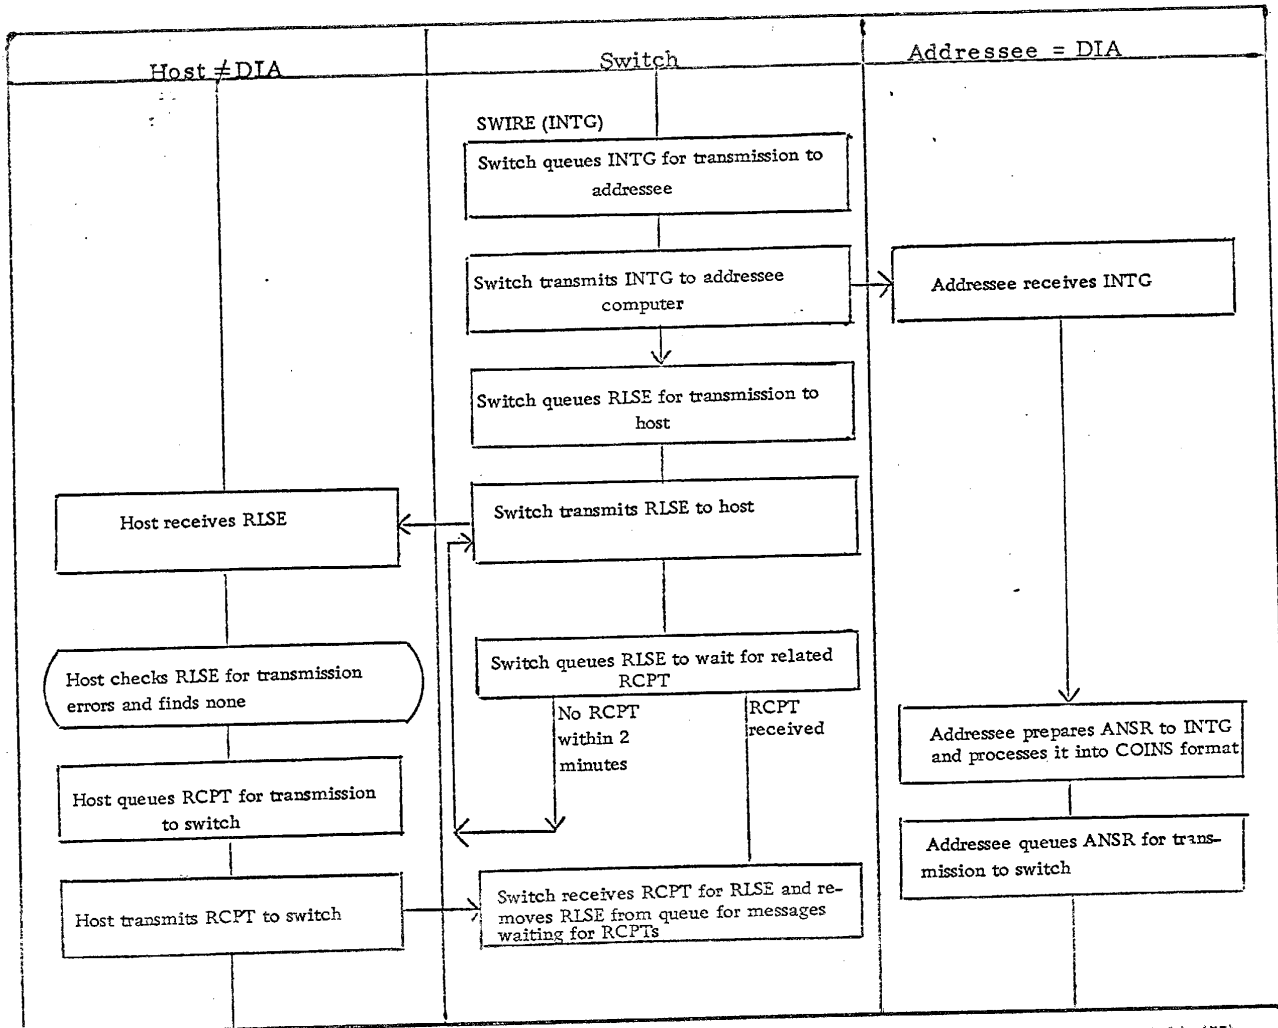 Host ≠ DIA
Switch
Addressee = DIA
SWIRE (INTG)
Switch queues INTG for transmission to
addressee
Switch transmits INTG to addressee
computer
Addressee receives INTG
Switch queues RLSE for transmission to
host
Switch transmits RLSE to host
Host receives RLSE
Switch queues RLSE to wait for related
RCPT
Host checks RLSE for transmission
errors and finds none
No RCPT
within 2
minutes
RCPT
received
Addressee prepares ANSR to INTG
and processes it into COINS format
Host queues RCPT for transmission
to switch
Addressee queues ANSR for trans-
mission to switch
Host transmits RCPT to switch
Switch receives RCPT for RLSE and re-
moves RLSE from queue for messages
waiting for RCPTs